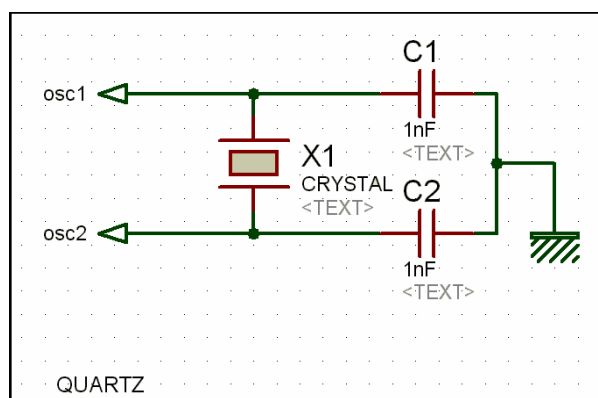 C1
osc1
1nF
<TEXT>
X1
CRYSTAL
<TEXT>
C2
osc2
1nF
<TEXT>
QUARTZ